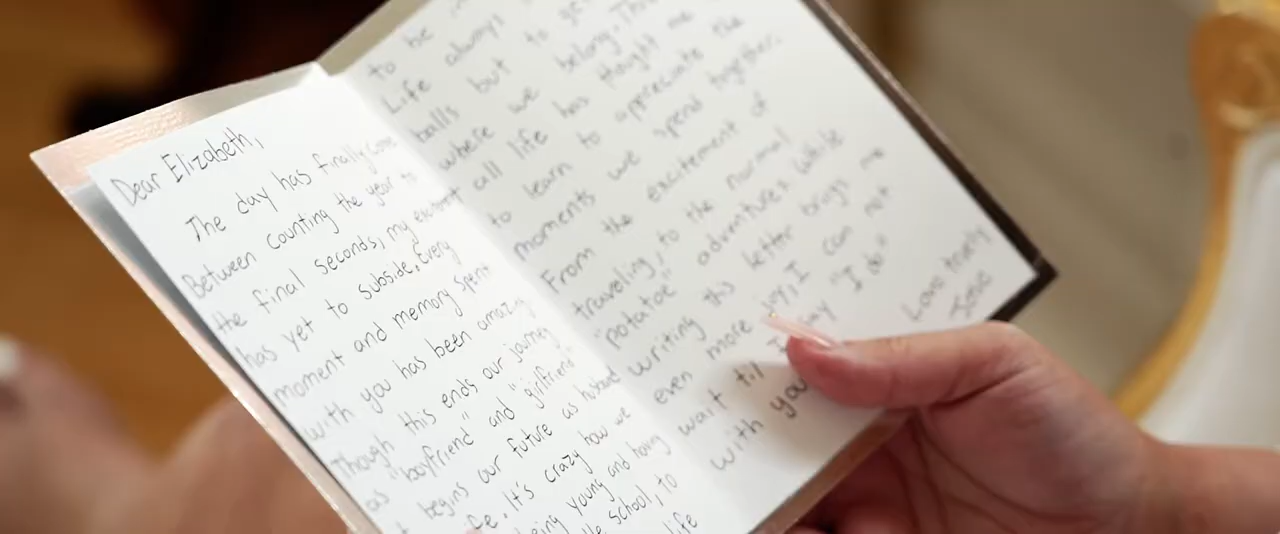 Dear Elizabeth,
The day has finally come
Between counting the year to
the final seconds, my excitement
has yet to subside. Every
moment and memory spent
with you has been amazing
Though this ends our journey
as "boyfriend" and "girlfriend"
begins our future as husband
It's crazy how we
being young and having
school, to
life
to be
Life always
balls but to
where we belong. This
call life has thought me
to learn to appreciate the
moments we spend together.
From the excitement of
traveling, to the normal
"potatoe" adventures while
writing this letter brings me
even more joy, I can not
wait til I say "I do"
with you
Love truly
Jose